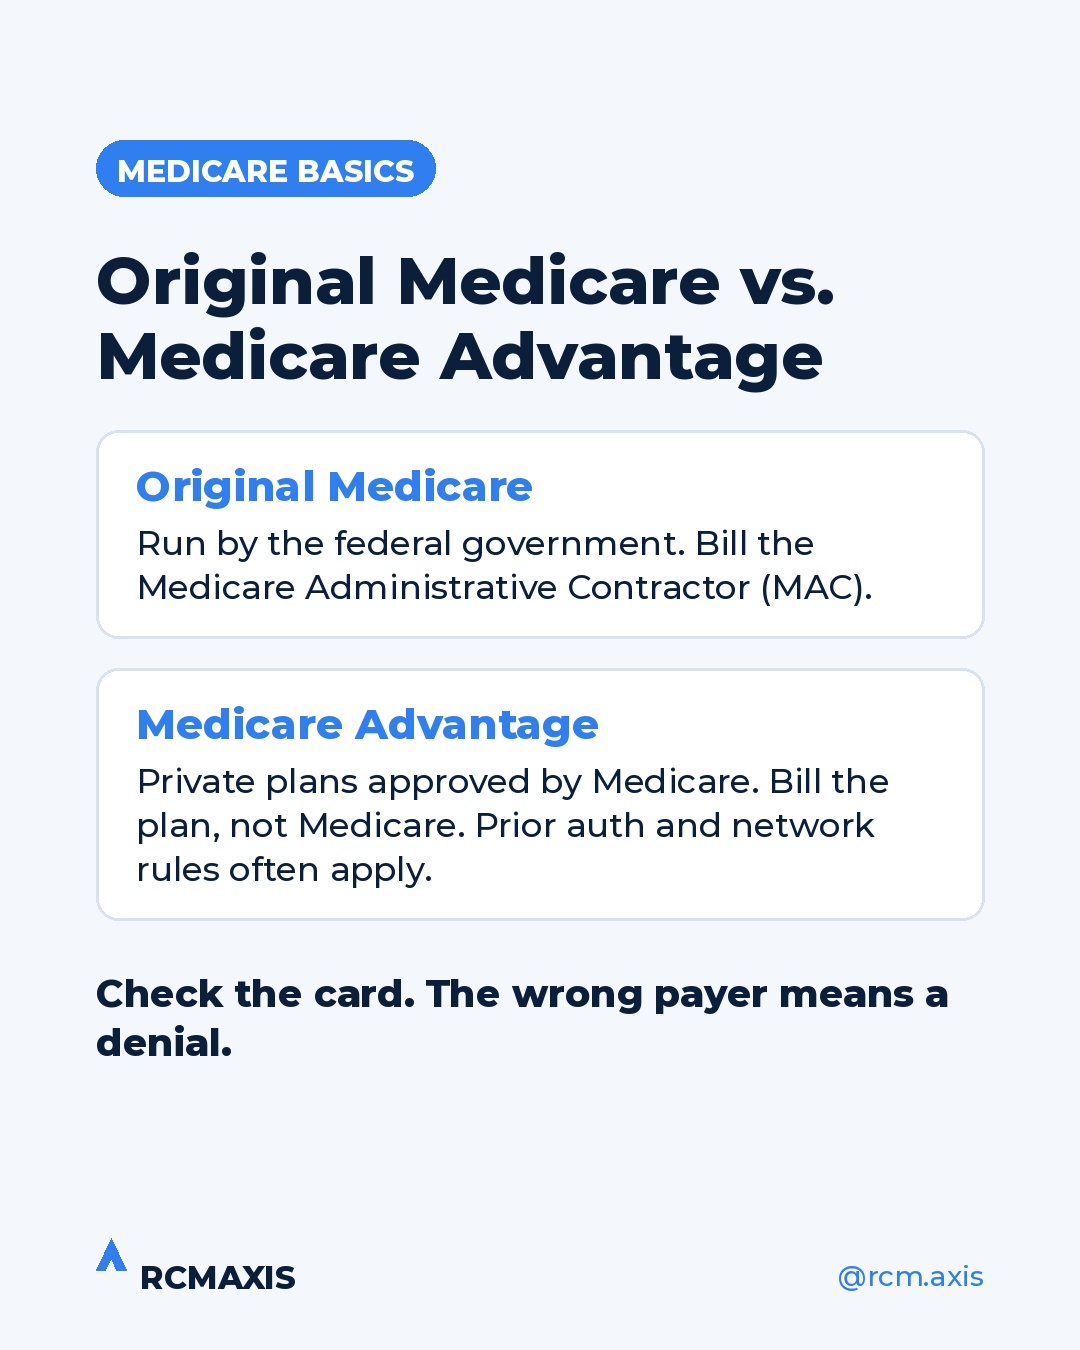 MEDICARE BASICS
Original Medicare vs.
Medicare Advantage
Original Medicare
Run by the federal government. Bill the
Medicare Administrative Contractor (MAC).
Medicare Advantage
Private plans approved by Medicare. Bill the
plan, not Medicare. Prior auth and network
rules often apply.
Check the card. The wrong payer means a
denial.
RCMAXIS
@rcm.axis